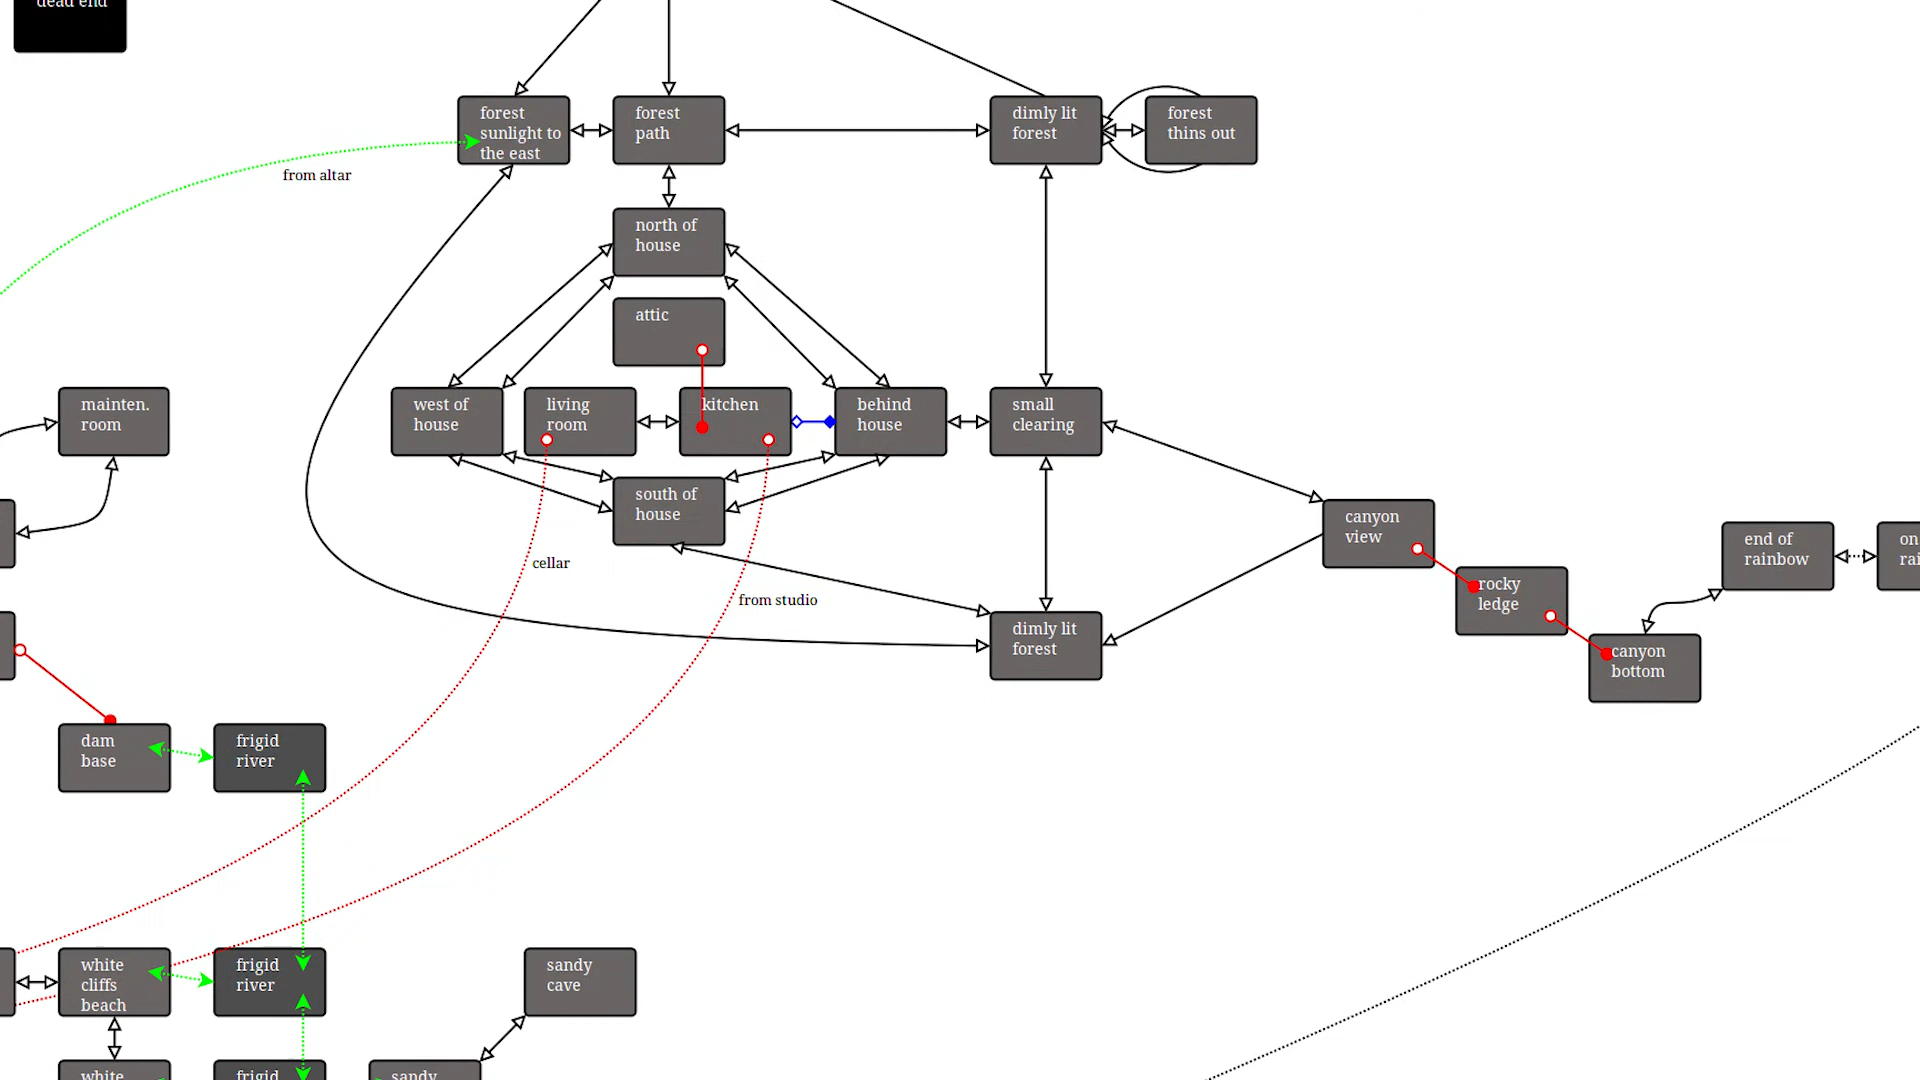 dead end
forest
sunlight to
the east
forest
path
dimly lit
forest
forest
thins out
from altar
north of
house
attic
mainten.
room
west of
house
living
room
kitchen
behind
house
small
clearing
south of
house
canyon
view
cellar
from studio
dimly lit
forest
rocky
ledge
canyon
bottom
end of
rainbow
on
dam
base
frigid
river
white
cliffs
beach
frigid
river
sandy
cave
white
frigid
sandy